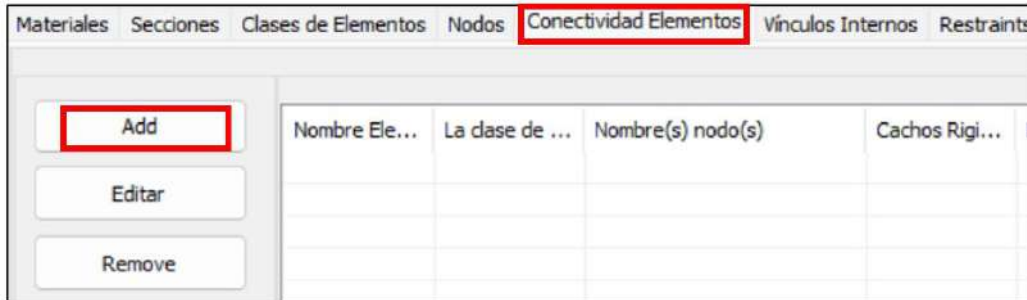 Materiales Secciones Clases de Elementos Nodos Conectividad Elementos Vínculos Internos Restraints
Add
Nombre Ele... La clase de ... Nombre(s) nodo(s) Cachos Rigi...
Editar
Remove